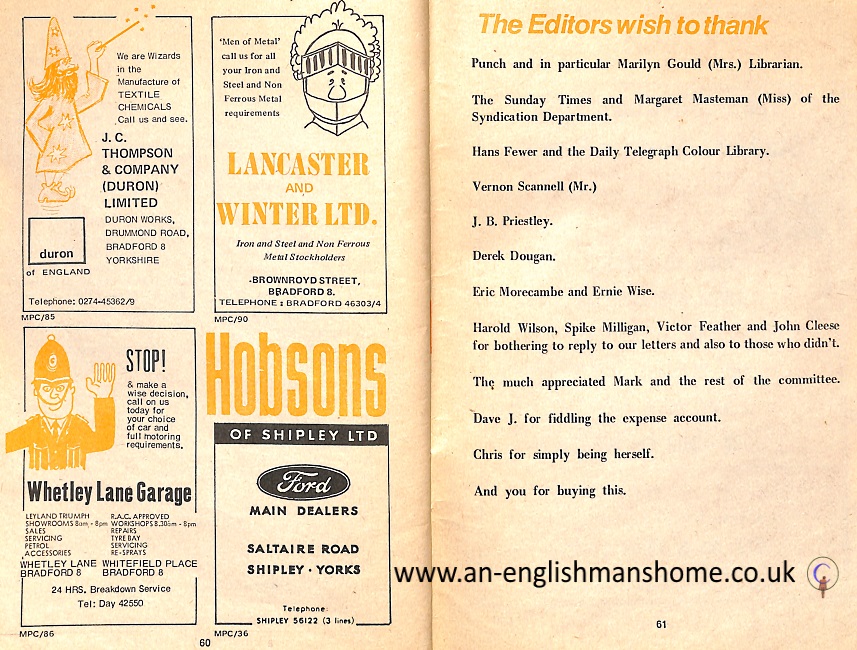 We are Wizards
in the
Manufacture of
TEXTILE
CHEMICALS
Call us and see.
J. C.
THOMPSON
& COMPANY
(DURON)
LIMITED
DURON WORKS,
DRUMMOND ROAD,
BRADFORD 8
YORKSHIRE
duron
of ENGLAND
Telephone: 0274-45362/9
MPC/85
'Men of Metal'
call us for all
your Iron and
Steel and Non
Ferrous Metal
requirements
LANCASTER
AND
WINTER LTD.
Iron and Steel and Non Ferrous
Metal Stockholders
BROWNROYD STREET,
BRADFORD 8.
TELEPHONE : BRADFORD 46303/4
MPC/90
STOP!
& make a
wise decision,
call on us
today for
your choice
of car and
full motoring
requirements.
Whetley Lane Garage
LEYLAND TRIUMPH
SHOWROOMS 8am - 8pm
SALES
SERVICING
PETROL
ACCESSORIES
WHETLEY LANE
BRADFORD 8
R.A.C. APPROVED
WORKSHOPS 8.30am - 8pm
REPAIRS
TYRE BAY
SERVICING
RE-SPRAYS
WHITEFIELD PLACE
BRADFORD 8
24 HRS. Breakdown Service
Tel: Day 42550
MPC/86
Hobsons
OF SHIPLEY LTD
Ford
MAIN DEALERS
SALTAIRE ROAD
SHIPLEY · YORKS
Telephone:
SHIPLEY 56122 (3 lines)
MPC/36
60
The Editors wish to thank
Punch and in particular Marilyn Gould (Mrs.) Librarian.
The Sunday Times and Margaret Masteman (Miss) of the
Syndication Department.
Hans Fewer and the Daily Telegraph Colour Library.
Vernon Scannell (Mr.)
J. B. Priestley.
Derek Dougan.
Eric Morecambe and Ernie Wise.
Harold Wilson, Spike Milligan, Victor Feather and John Cleese
for bothering to reply to our letters and also to those who didn't.
The much appreciated Mark and the rest of the committee.
Dave J. for fiddling the expense account.
Chris for simply being herself.
And you for buying this.
www.an-englishmanshome.co.uk
61